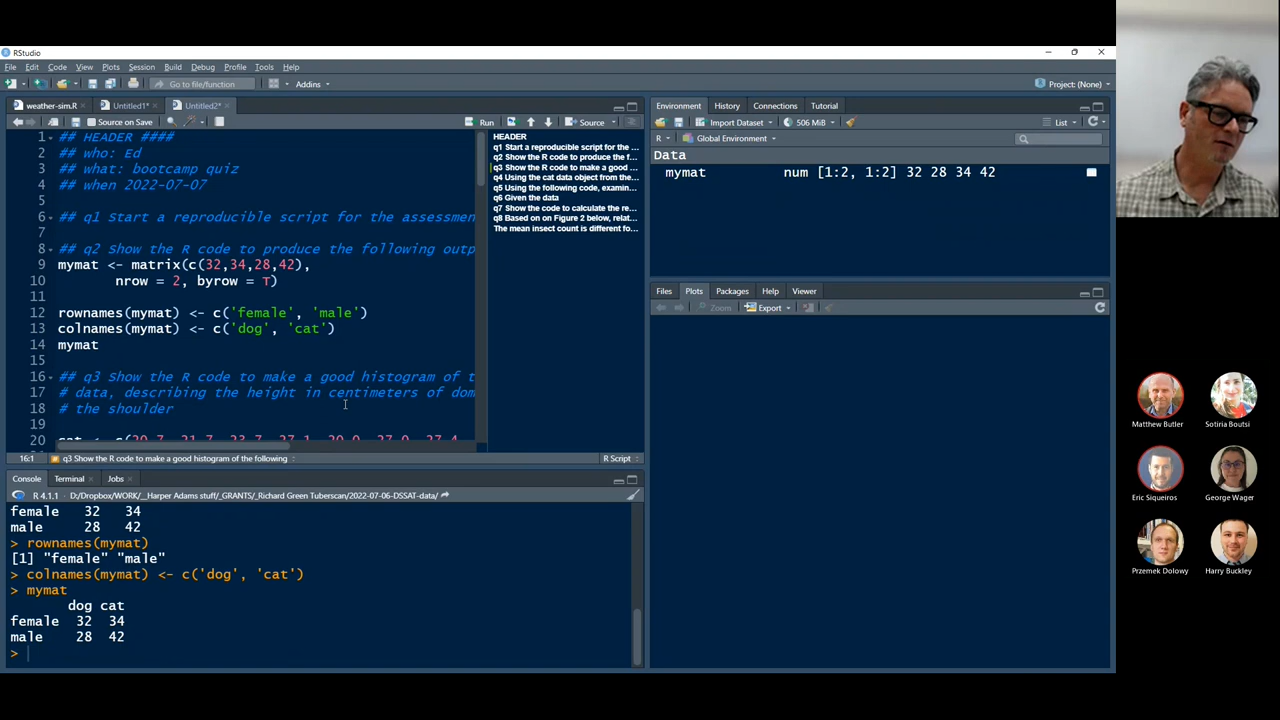 RStudio
File Edit Code View Plots Session Build Debug Profile Tools Help
Go to file/function Addins Project: (None)
weather-sim.R Untitled1* Untitled2*
Source on Save Run Source
1 ## HEADER ####
2 ## who: Ed
3 ## what: bootcamp quiz
4 ## when 2022-07-07
5
6 ## q1 Start a reproducible script for the assessmen
7
8 ## q2 Show the R code to produce the following outp
9 mymat <- matrix(c(32,34,28,42),
10 nrow = 2, byrow = T)
11
12 rownames(mymat) <- c('female', 'male')
13 colnames(mymat) <- c('dog', 'cat')
14 mymat
15
16 ## q3 Show the R code to make a good histogram of t
17 # data, describing the height in centimeters of dom
18 # the shoulder
19
20
16:1 q3 Show the R code to make a good histogram of the following R Script
HEADER
q1 Start a reproducible script for the ...
q2 Show the R code to produce the f...
q3 Show the R code to make a good ...
q4 Using the cat data object from the...
q5 Using the following code, examin...
q6 Given the data
q7 Show the code to calculate the re...
q8 Based on on Figure 2 below, relat...
The mean insect count is different fo...
Console Terminal Jobs
R 4.1.1 · D:/Dropbox/WORK/__Harper Adams stuff/_GRANTS/_Richard Green Tuberscan/2022-07-06-DSSAT-data/
female 32 34
male 28 42
> rownames(mymat)
[1] "female" "male"
> colnames(mymat) <- c('dog', 'cat')
> mymat
dog cat
female 32 34
male 28 42
>
Environment History Connections Tutorial
Import Dataset 506 MiB List
R Global Environment
Data
mymat num [1:2, 1:2] 32 28 34 42
Files Plots Packages Help Viewer
Zoom Export
Matthew Butler Sotiria Boutsi
Eric Siqueiros George Wager
Przemek Dolowy Harry Buckley